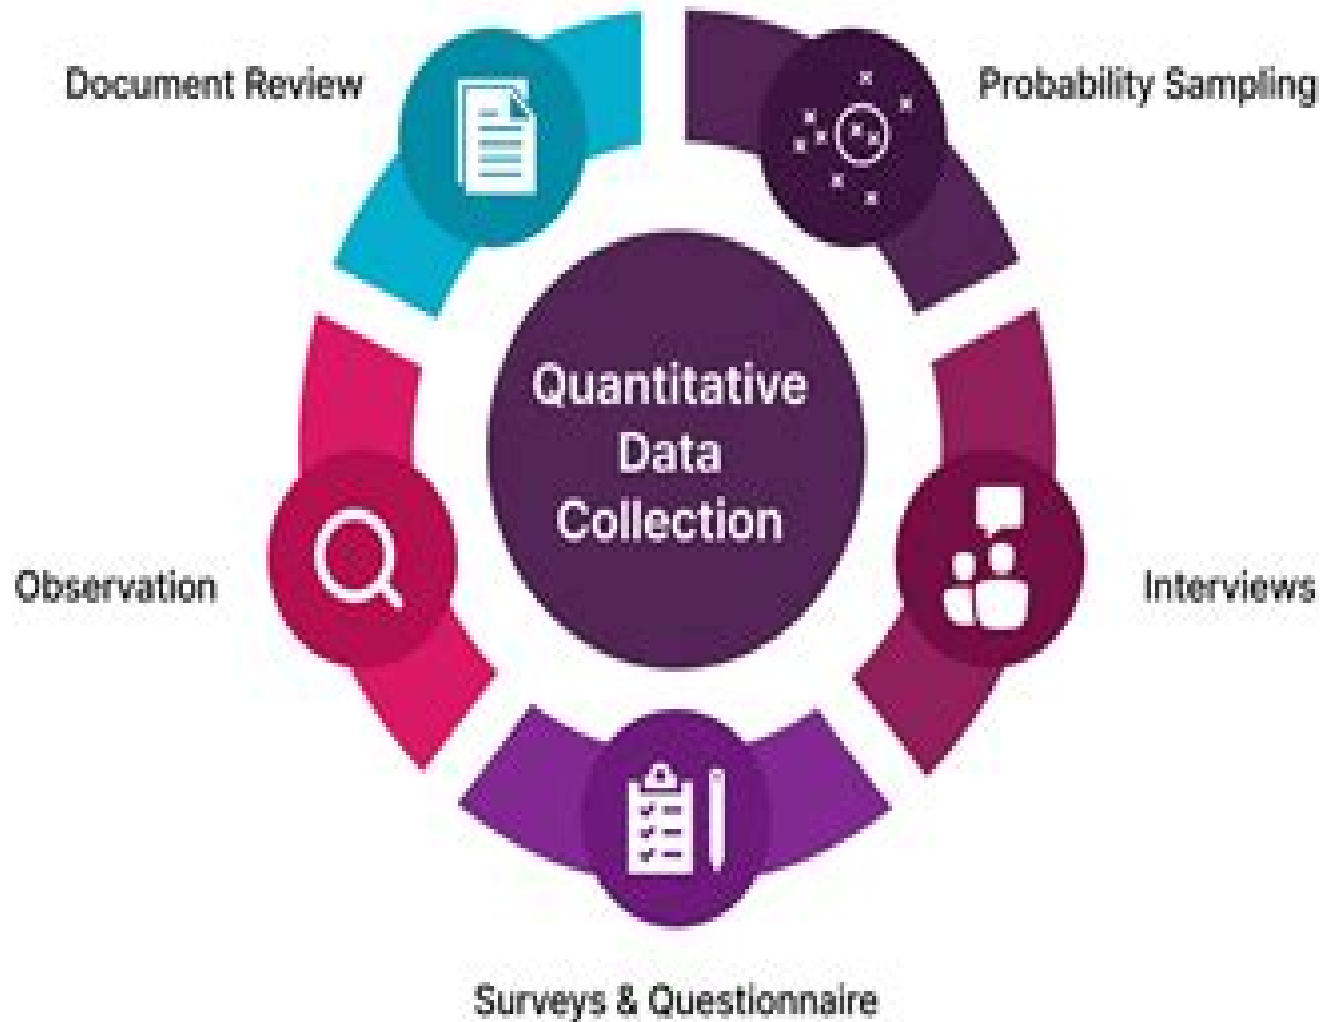 Document Review
Probability Sampling
Quantitative
Data
Collection
Observation
Interviews
Surveys & Questionnaire